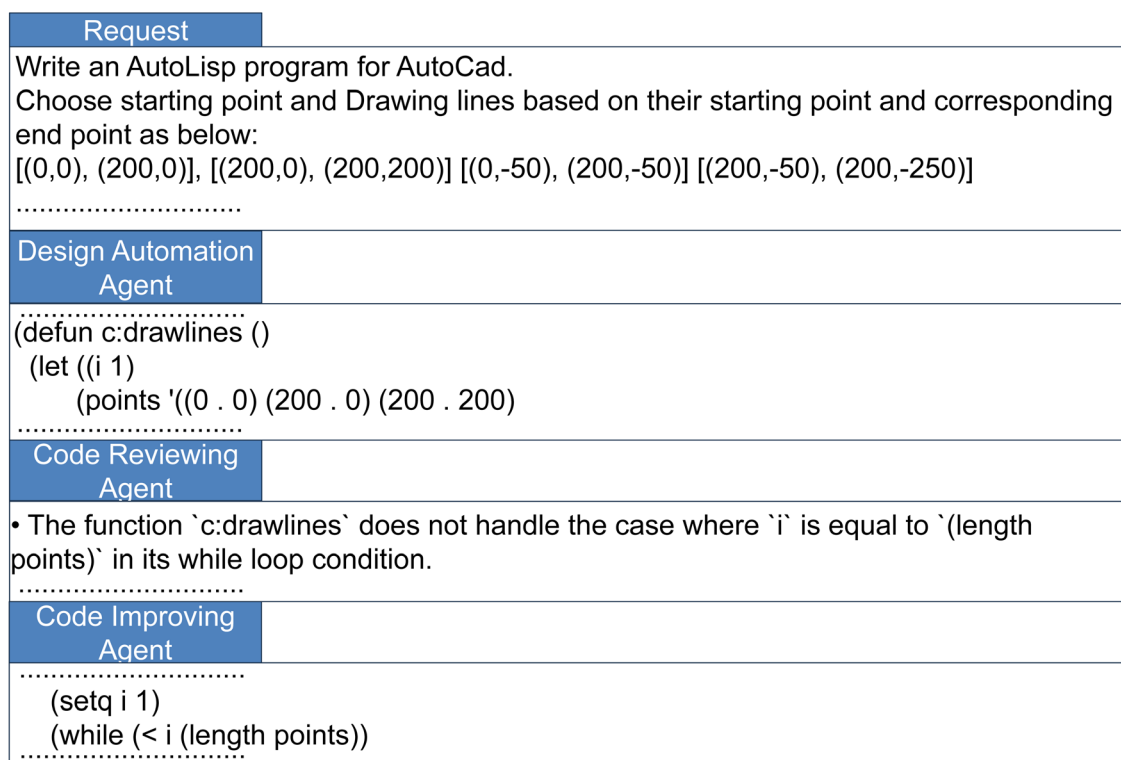 Request
Write an AutoLisp program for AutoCad.
Choose starting point and Drawing lines based on their starting point and corresponding
end point as below:
[(0,0), (200,0)], [(200,0), (200,200)] [(0,-50), (200,-50)] [(200,-50), (200,-250)]
.............................
Design Automation
Agent
.............................
(defun c:drawlines ()
(let ((i 1)
(points '((0 . 0) (200 . 0) (200 . 200)
.............................
Code Reviewing
Agent
• The function `c:drawlines` does not handle the case where `i` is equal to `(length
points)` in its while loop condition.
.............................
Code Improving
Agent
.............................
(setq i 1)
(while (< i (length points))
.............................